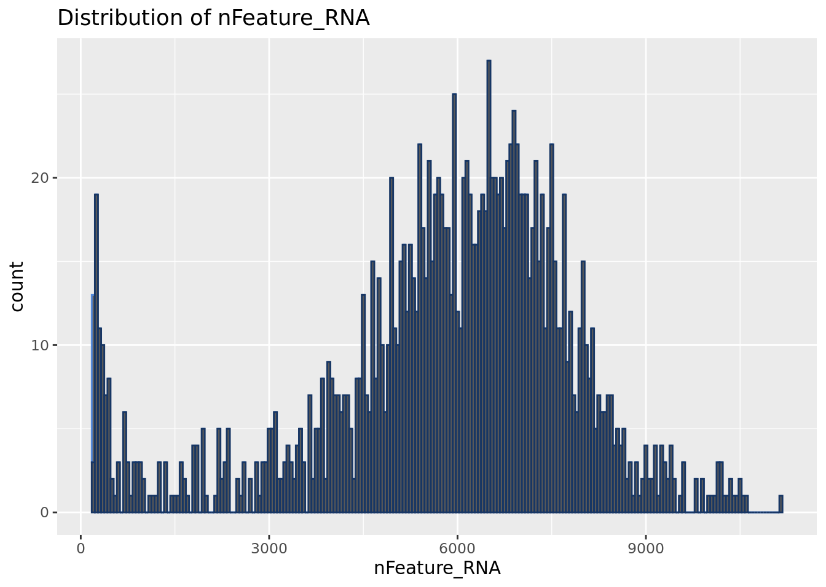 Distribution of nFeature_RNA
20
10
0
count
0 3000 6000 9000
nFeature_RNA